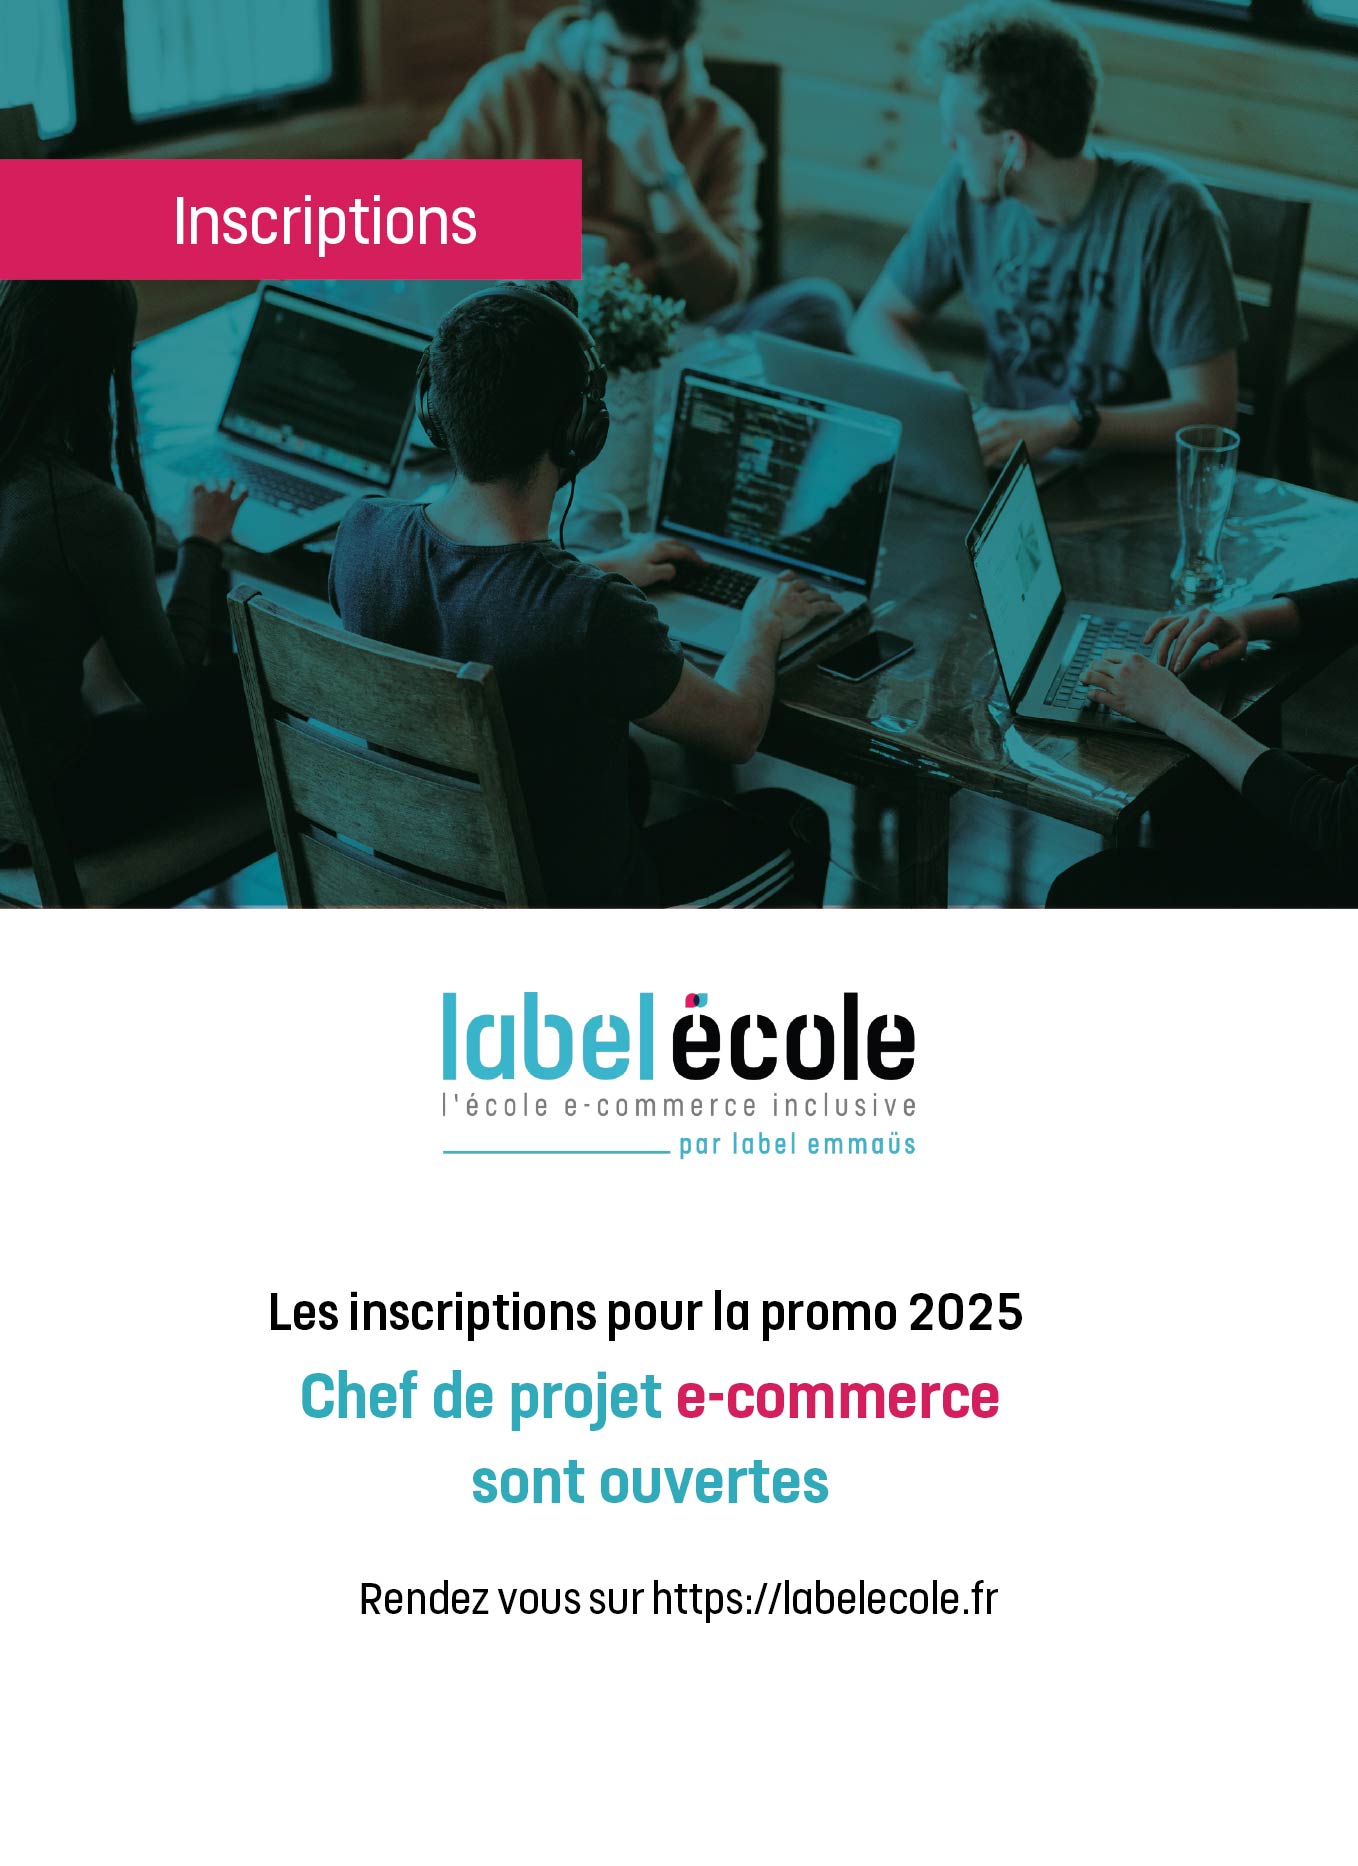 Inscriptions
label école
l'école e-commerce inclusive
par label emmaüs
Les inscriptions pour la promo 2025
Chef de projet e-commerce
sont ouvertes
Rendez vous sur https://labelecole.fr